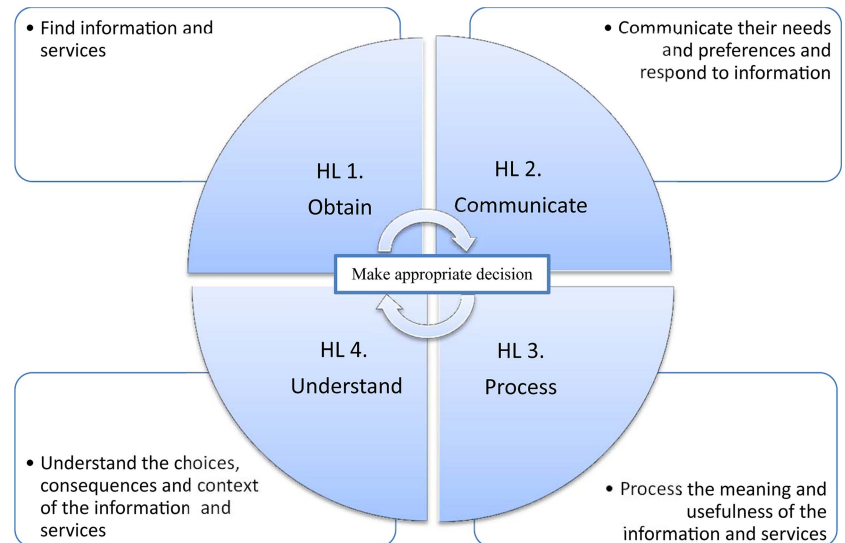 • Find information and
services
• Communicate their needs
and preferences and
respond to information
HL 1.
Obtain
HL 2.
Communicate
Make appropriate decision
HL 4.
Understand
HL 3.
Process
• Understand the choices,
consequences and context
of the information and
services
• Process the meaning and
usefulness of the
information and services